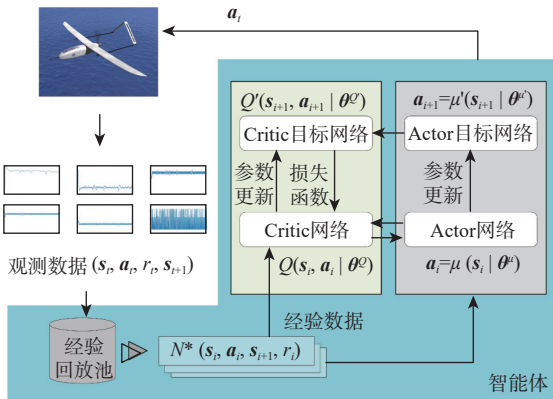 a_t
Q'(s_{i+1}, a_{i+1} | θ^{Q'})
a_{i+1}=μ'(s_{i+1} | θ^{μ'})
Critic目标网络
Actor目标网络
参数
更新
损失
函数
参数
更新
Critic网络
Actor网络
Q(s_i, a_i | θ^Q)
a_i=μ (s_i | θ^μ)
观测数据 (s_t, a_t, r_t, s_{t+1})
经验数据
经验
回放池
N* (s_i, a_i, s_{i+1}, r_i)
智能体